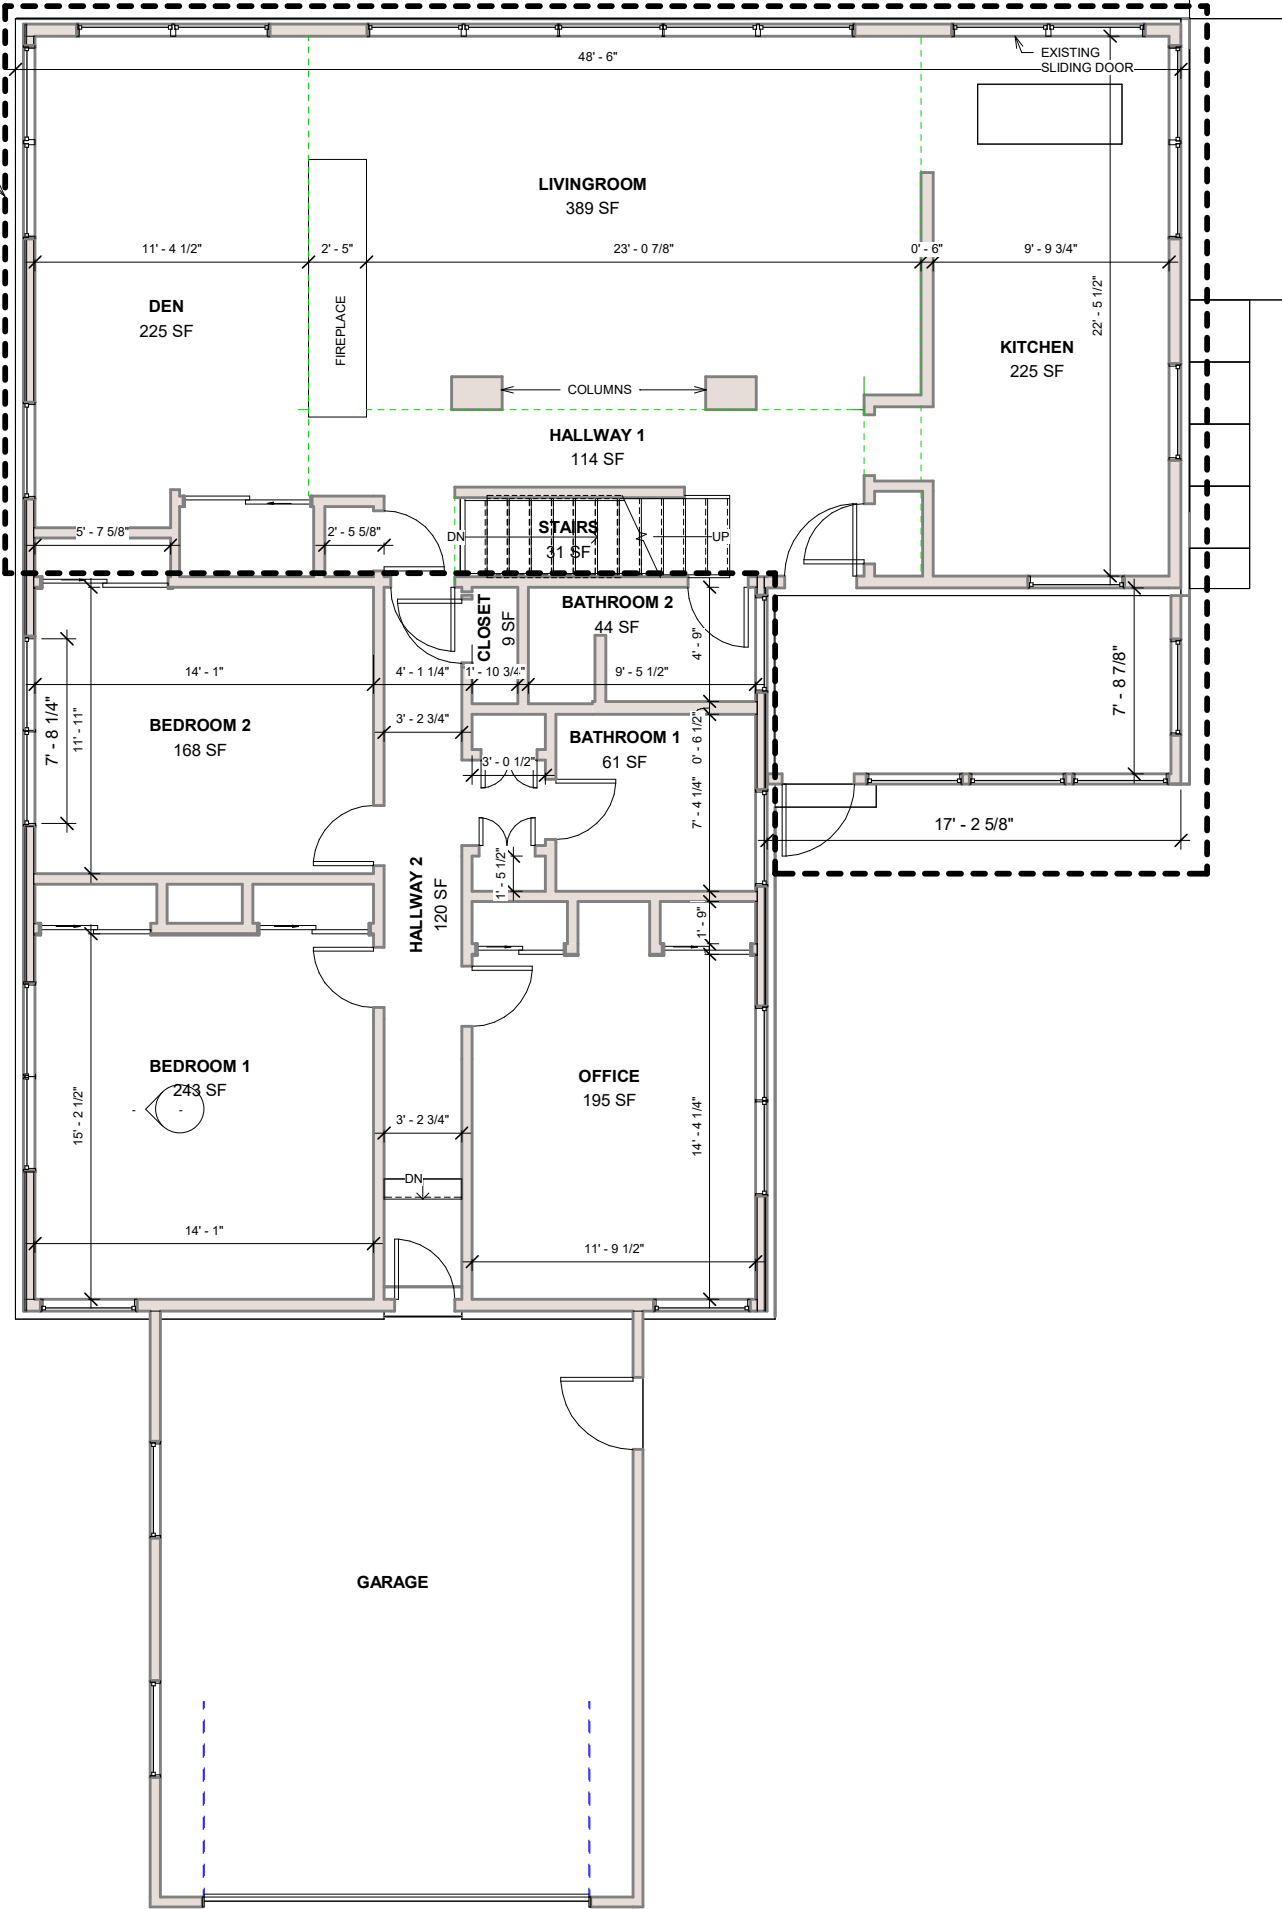 48' - 6"
EXISTING
SLIDING DOOR
LIVINGROOM
389 SF
11' - 4 1/2"
2' - 5"
23' - 0 7/8"
0' - 6"
9' - 9 3/4"
22' - 5 1/2"
DEN
225 SF
FIREPLACE
KITCHEN
225 SF
COLUMNS
HALLWAY 1
114 SF
5' - 7 5/8"
2' - 5 5/8"
DN
STAIRS
31 SF
UP
CLOSET
9 SF
BATHROOM 2
44 SF
4' - 9"
14' - 1"
4' - 1 1/4"
1' - 10 3/4"
9' - 5 1/2"
7' - 8 7/8"
7' - 8 1/4"
11' - 11"
BEDROOM 2
168 SF
3' - 2 3/4"
BATHROOM 1
61 SF
0' - 6 1/2"
3' - 0 1/2"
7' - 4 1/4"
17' - 2 5/8"
1' - 5 1/2"
HALLWAY 2
120 SF
1' - 9"
BEDROOM 1
243 SF
- -
15' - 2 1/2"
OFFICE
195 SF
3' - 2 3/4"
14' - 4 1/4"
DN
14' - 1"
11' - 9 1/2"
GARAGE